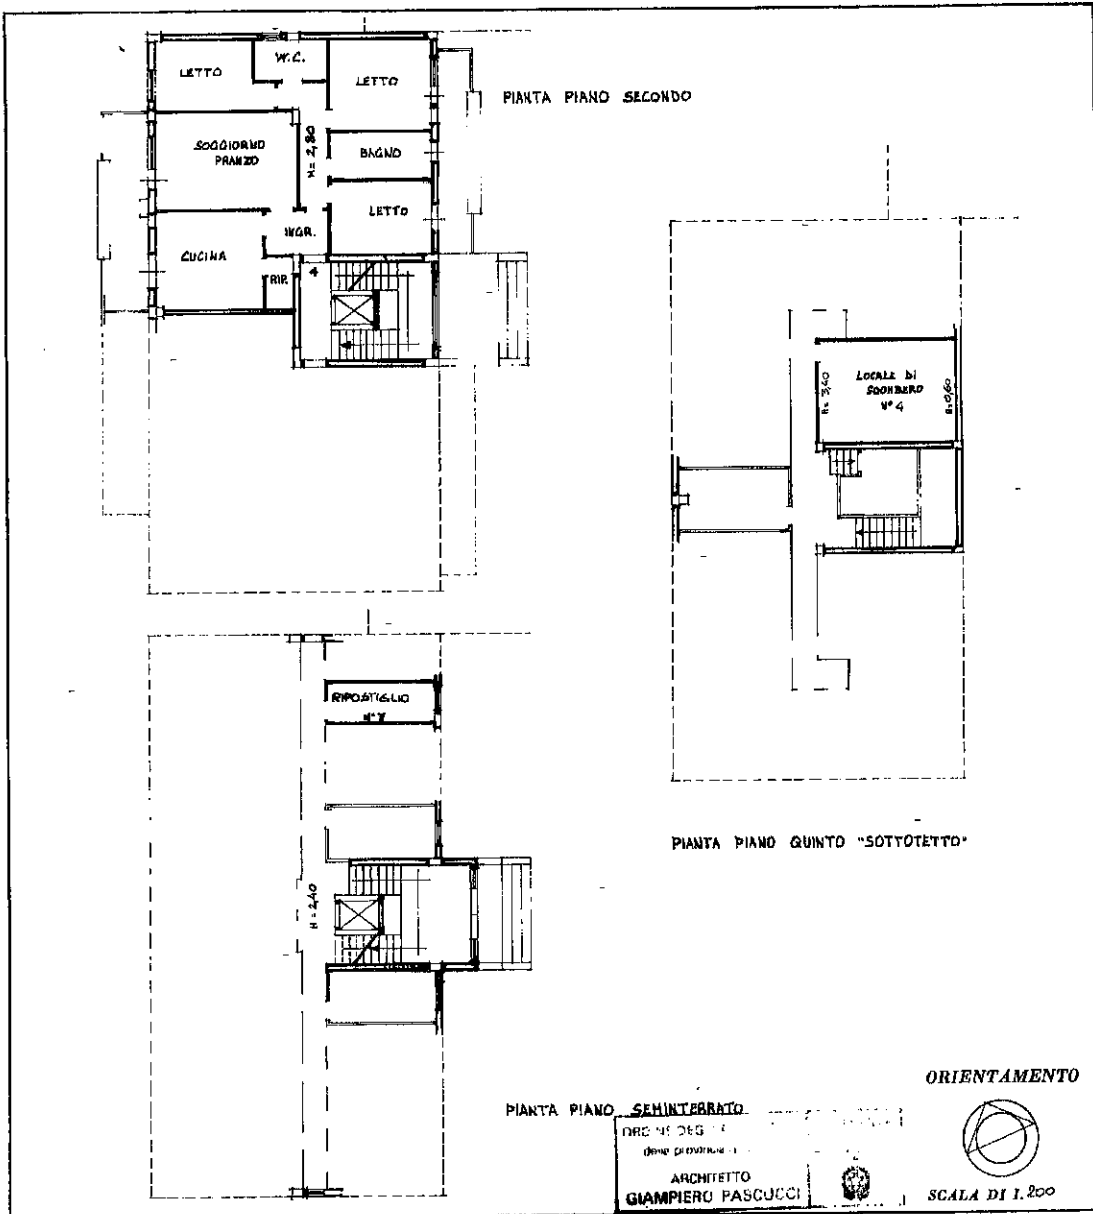 W.C.
LETTO
LETTO
PIANTA PIANO SECONDO
SOGGIORNO
PRANZO
H= 2,80
BAGNO
LETTO
INGR.
CUCINA
RIP.
4
LOCALE DI
SGOMBERO
N° 4
H= 3,40
H=0,60
RIPOSTIGLIO
PIANTA PIANO QUINTO "SOTTOTETTO"
H=2,40
ORIENTAMENTO
PIANTA PIANO SEMINTERRATO
ARCHITETTO
GIAMPIERO PASCUCCI
SCALA DI 1.200